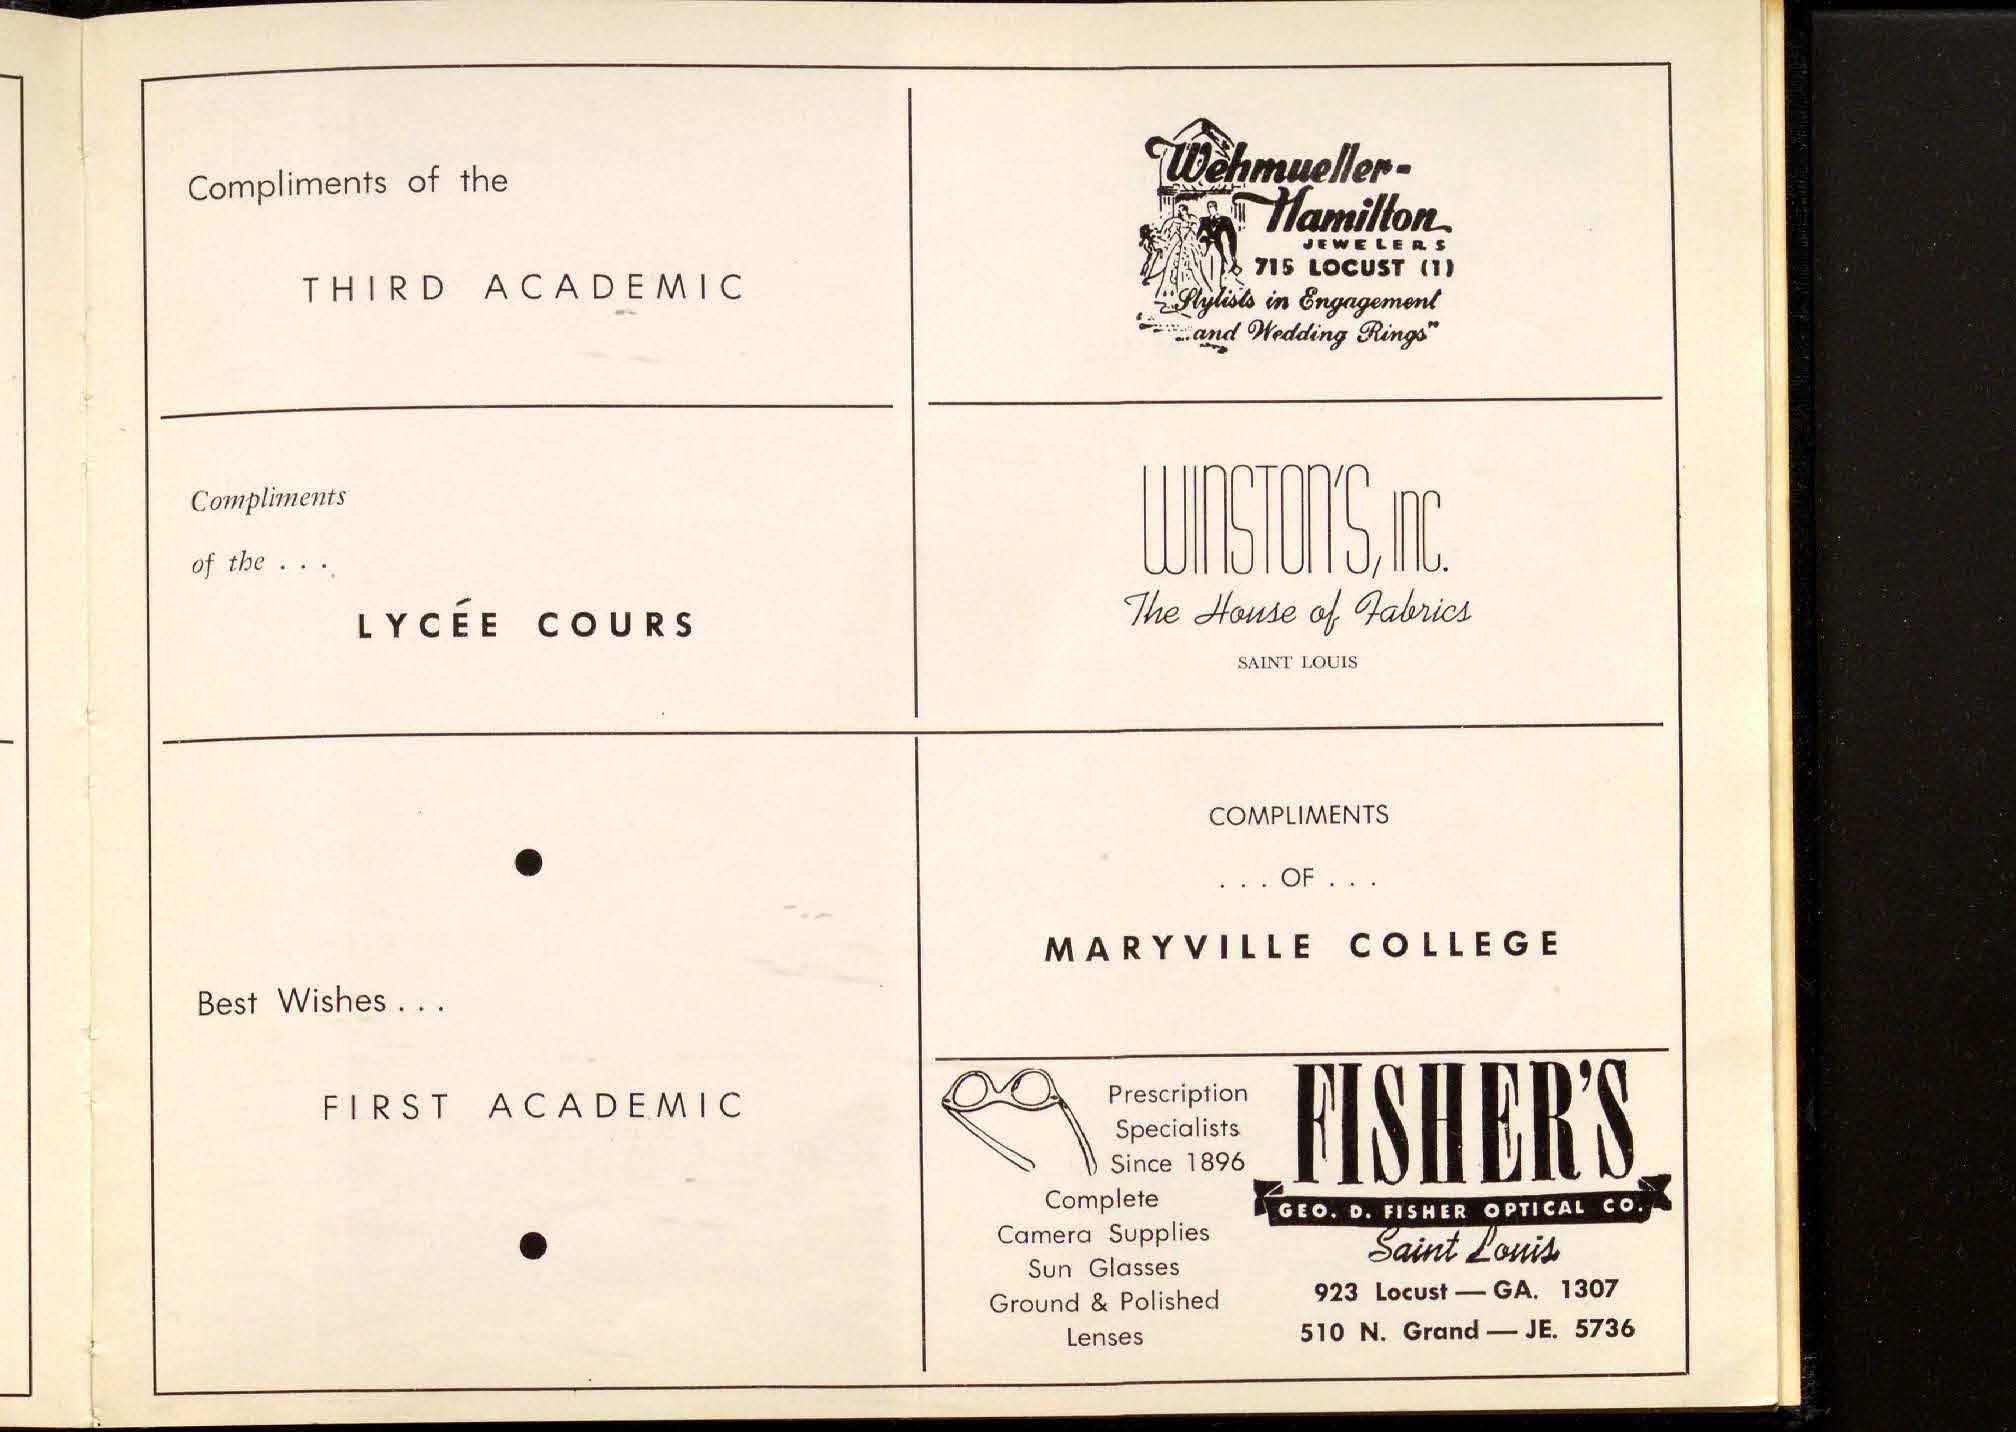 Compliments of the
THIRD ACADEMIC
Compliments
of the . . .
LYCÉE COURS
Best Wishes . . .
FIRST ACADEMIC
Wehmueller-
Hamilton
JEWELERS
715 LOCUST (1)
Stylists in Engagement
and Wedding Rings"
WINSTON'S, INC.
The House of Fabrics
SAINT LOUIS
COMPLIMENTS
. . . OF . . .
MARYVILLE COLLEGE
Prescription
Specialists
Since 1896
Complete
Camera Supplies
Sun Glasses
Ground & Polished
Lenses
FISHER'S
GEO. D. FISHER OPTICAL CO.
Saint Louis
923 Locust — GA. 1307
510 N. Grand — JE. 5736